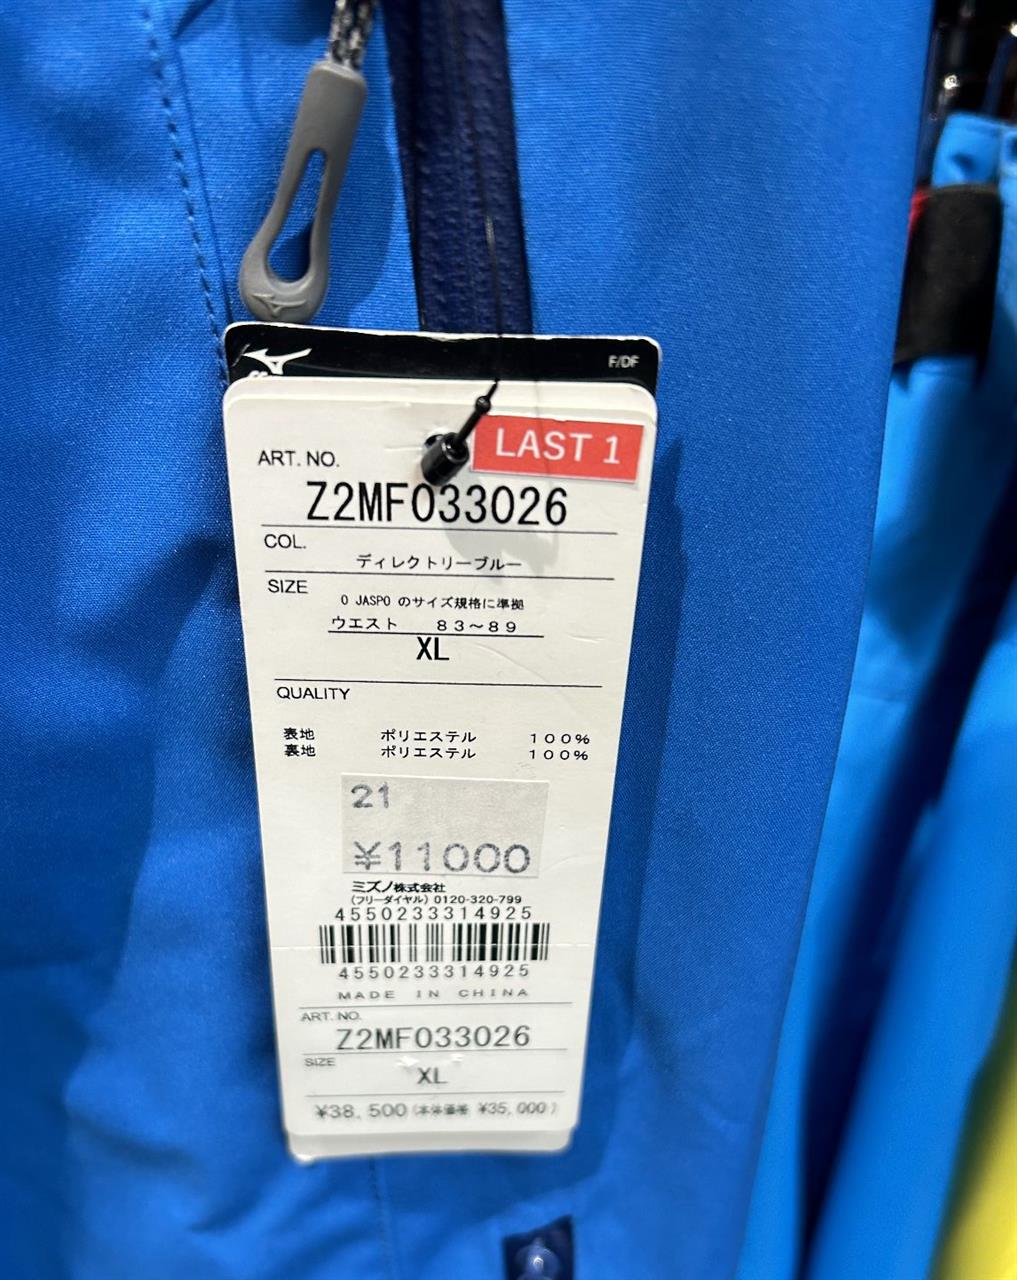 F/DF
LAST 1
ART. NO.
Z2MF033026
COL.
ディレクトリーブルー
SIZE
O JASPO のサイズ規格に準拠
ウエスト 83～89
XL
QUALITY
表地 ポリエステル 100%
裏地 ポリエステル 100%
21
¥11000
ミズノ株式会社
(フリーダイヤル) 0120-320-799
4550233314925
4550233314925
MADE IN CHINA
ART. NO.
Z2MF033026
SIZE
XL
¥38,500(本体価格 ¥35,000)